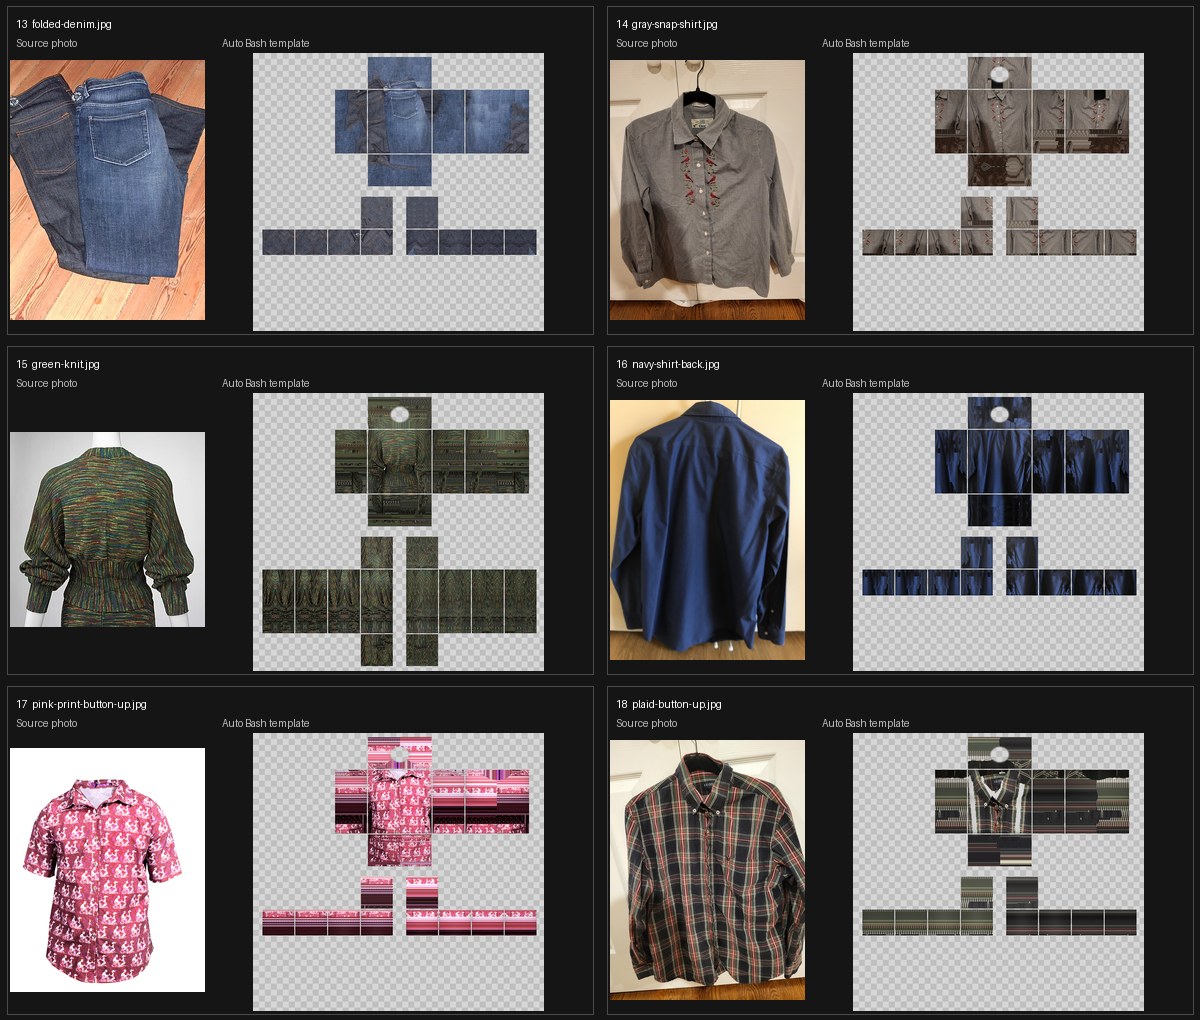 13 folded-denim.jpg
Source photo
Auto Bash template
14 gray-snap-shirt.jpg
Source photo
Auto Bash template
15 green-knit.jpg
Source photo
Auto Bash template
16 navy-shirt-back.jpg
Source photo
Auto Bash template
17 pink-print-button-up.jpg
Source photo
Auto Bash template
18 plaid-button-up.jpg
Source photo
Auto Bash template